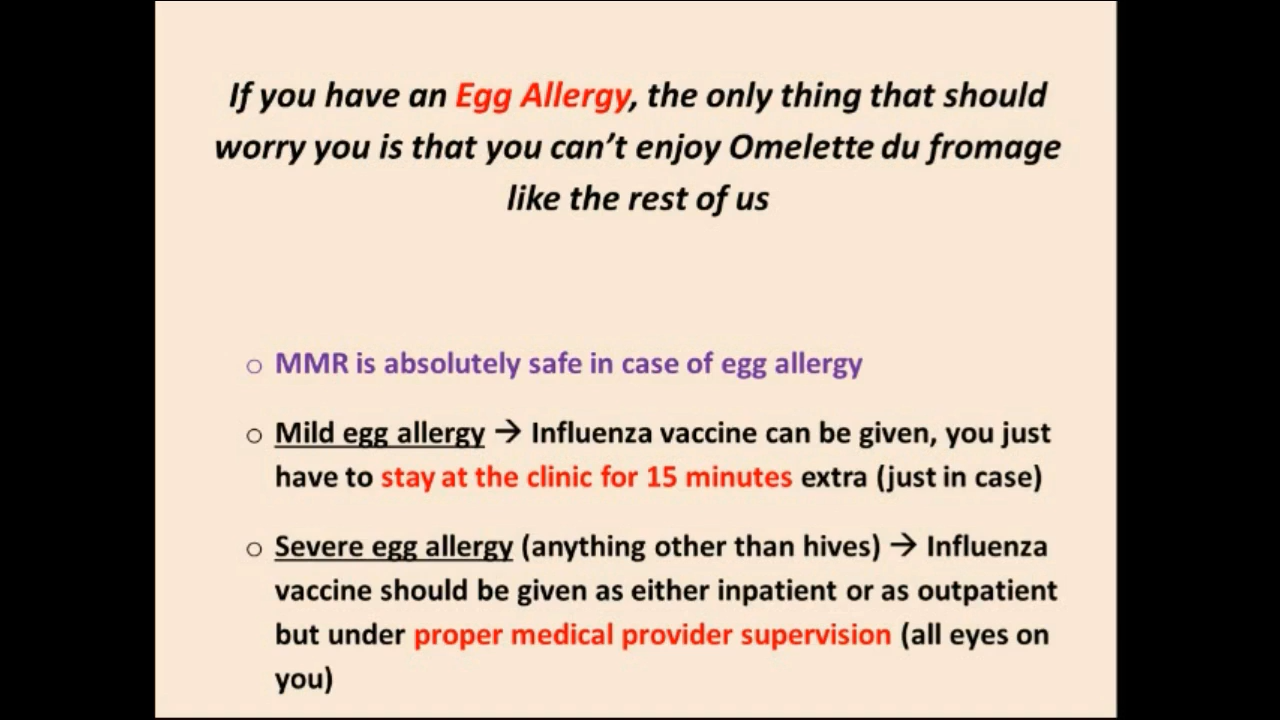 If you have an Egg Allergy, the only thing that should
worry you is that you can’t enjoy Omelette du fromage
like the rest of us
o MMR is absolutely safe in case of egg allergy
o Mild egg allergy → Influenza vaccine can be given, you just
have to stay at the clinic for 15 minutes extra (just in case)
o Severe egg allergy (anything other than hives) → Influenza
vaccine should be given as either inpatient or as outpatient
but under proper medical provider supervision (all eyes on
you)